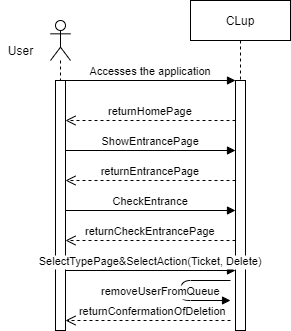 CLup
User
Accesses the application
returnHomePage
ShowEntrancePage
returnEntrancePage
CheckEntrance
returnCheckEntrancePage
SelectTypePage&SelectAction(Ticket, Delete)
removeUserFromQueue
returnConfermationOfDeletion